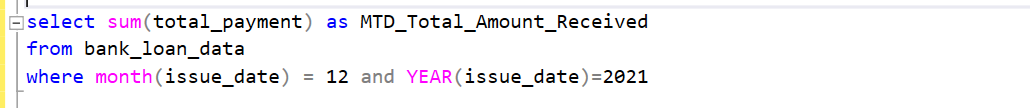 select sum(total_payment) as MTD_Total_Amount_Received
from bank_loan_data
where month(issue_date) = 12 and YEAR(issue_date)=2021